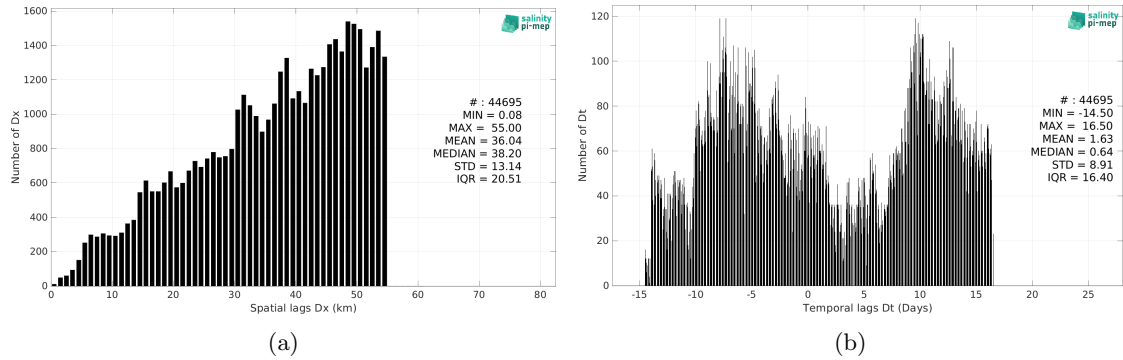 1600
1400
1200
1000
800
600
400
200
0
Number of Dx
salinity
pi-mep
# : 44695
MIN = 0.08
MAX = 55.00
MEAN = 36.04
MEDIAN = 38.20
STD = 13.14
IQR = 20.51
0 10 20 30 40 50 60 70 80
Spatial lags Dx (km)
(a)
120
100
80
60
40
20
0
Number of Dt
salinity
pi-mep
# : 44695
MIN = -14.50
MAX = 16.50
MEAN = 1.63
MEDIAN = 0.64
STD = 8.91
IQR = 16.40
-15 -10 -5 0 5 10 15 20 25
Temporal lags Dt (Days)
(b)